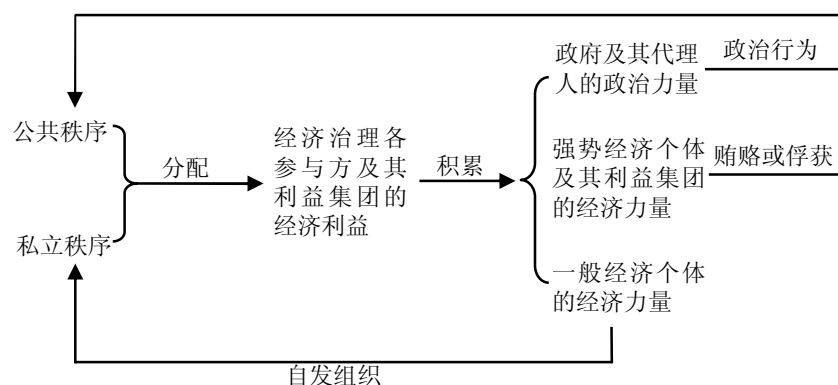 公共秩序
私立秩序
分配
经济治理各
参与方及其
利益集团的
经济利益
积累
政府及其代理
人的政治力量
政治行为
强势经济个体
及其利益集团
的经济力量
贿赂或俘获
一般经济个体
的经济力量
自发组织